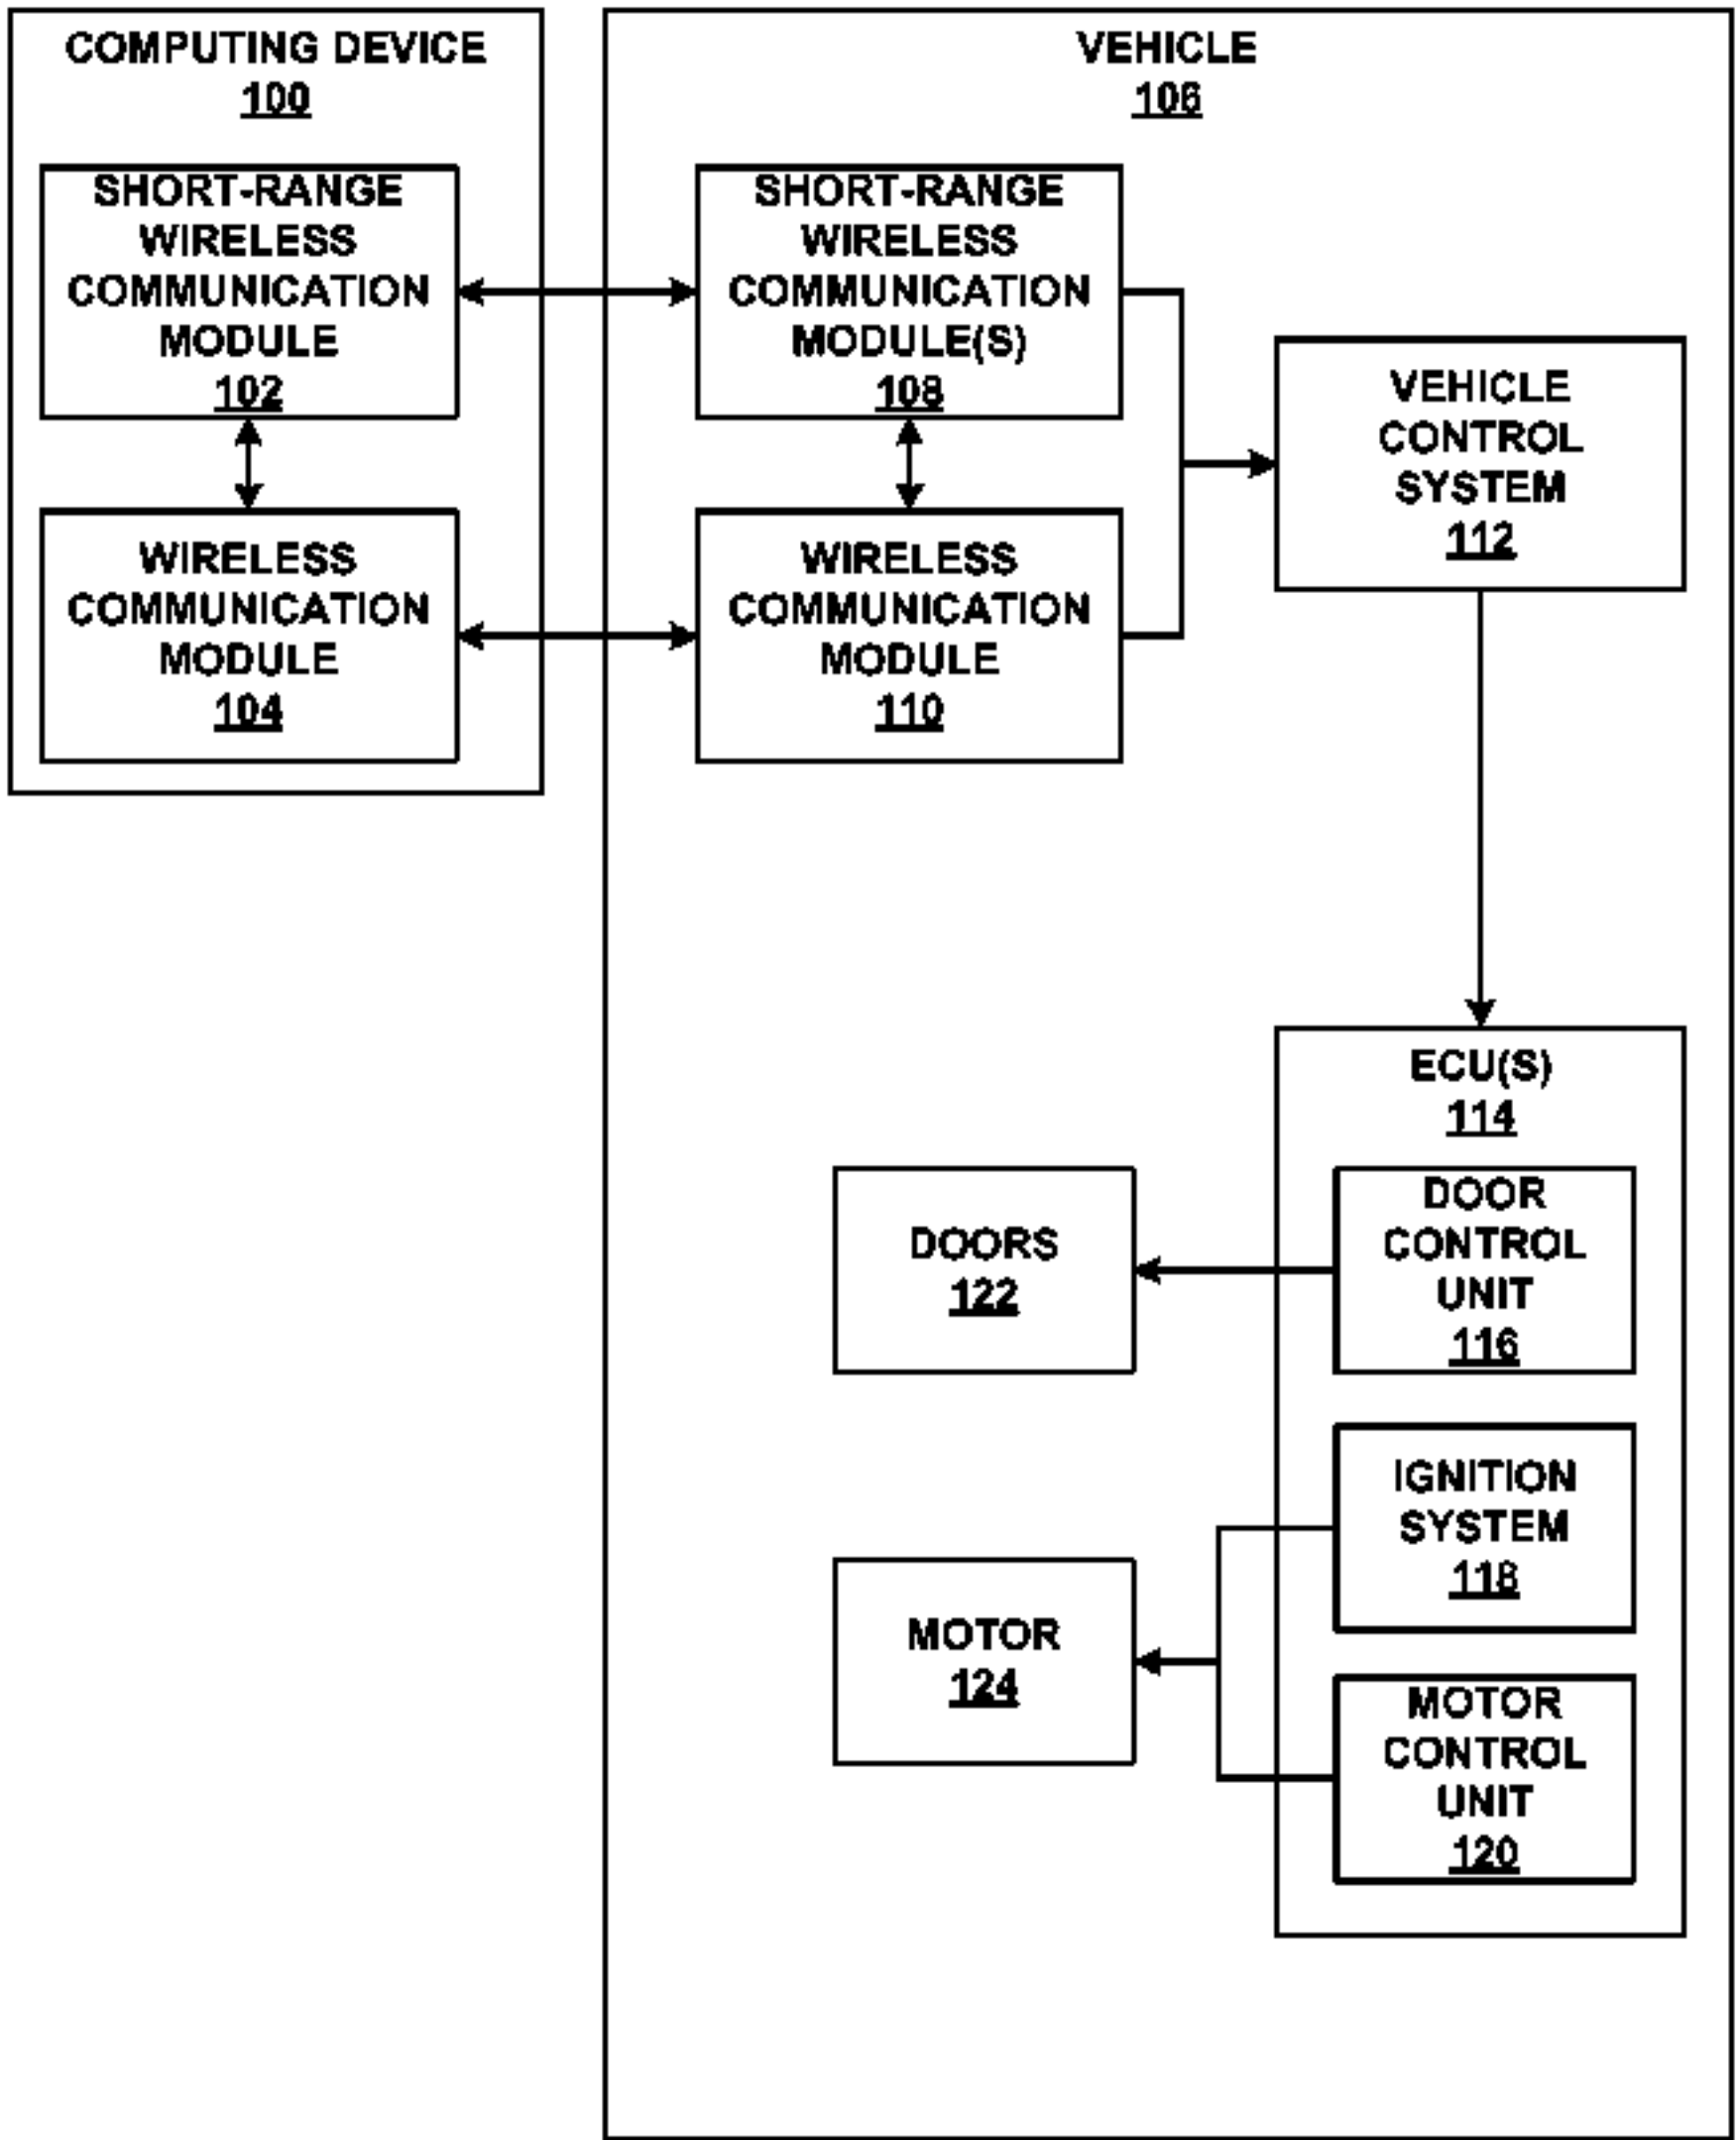 COMPUTING DEVICE
100
SHORT-RANGE
WIRELESS
COMMUNICATION
MODULE
102
WIRELESS
COMMUNICATION
MODULE
104
VEHICLE
106
SHORT-RANGE
WIRELESS
COMMUNICATION
MODULE(S)
108
WIRELESS
COMMUNICATION
MODULE
110
VEHICLE
CONTROL
SYSTEM
112
ECU(S)
114
DOOR
CONTROL
UNIT
116
DOORS
122
IGNITION
SYSTEM
118
MOTOR
124
MOTOR
CONTROL
UNIT
120